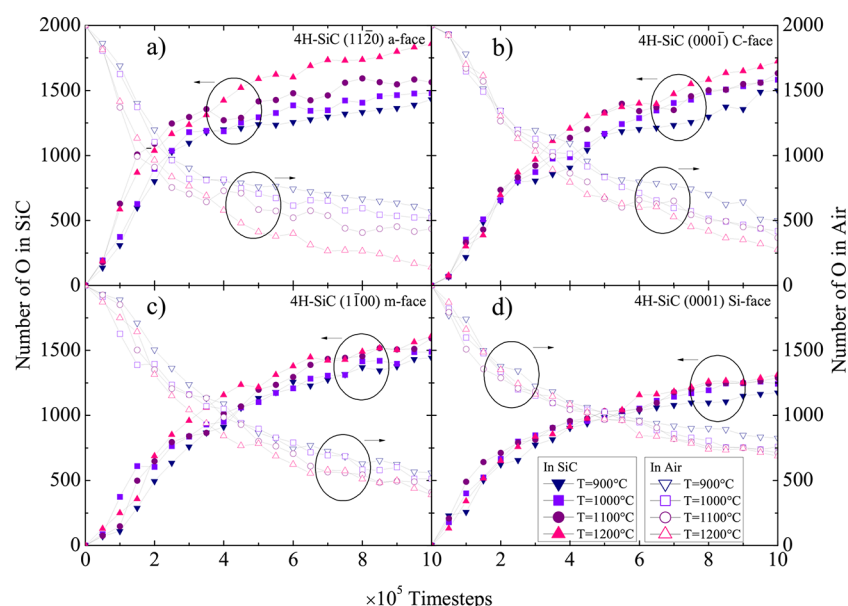 2000
1500
1000
500
0
1500
1000
500
0
Number of O in SiC
a)
4H-SiC (112̅0) a-face
b)
4H-SiC (0001̅) C-face
2000
1500
1000
500
0
1500
1000
500
0
Number of O in Air
c)
4H-SiC (11̅00) m-face
d)
4H-SiC (0001) Si-face
In SiC
T=900°C
T=1000°C
T=1100°C
T=1200°C
In Air
T=900°C
T=1000°C
T=1100°C
T=1200°C
0 2 4 6 8 10
2 4 6 8 10
×10⁵ Timesteps